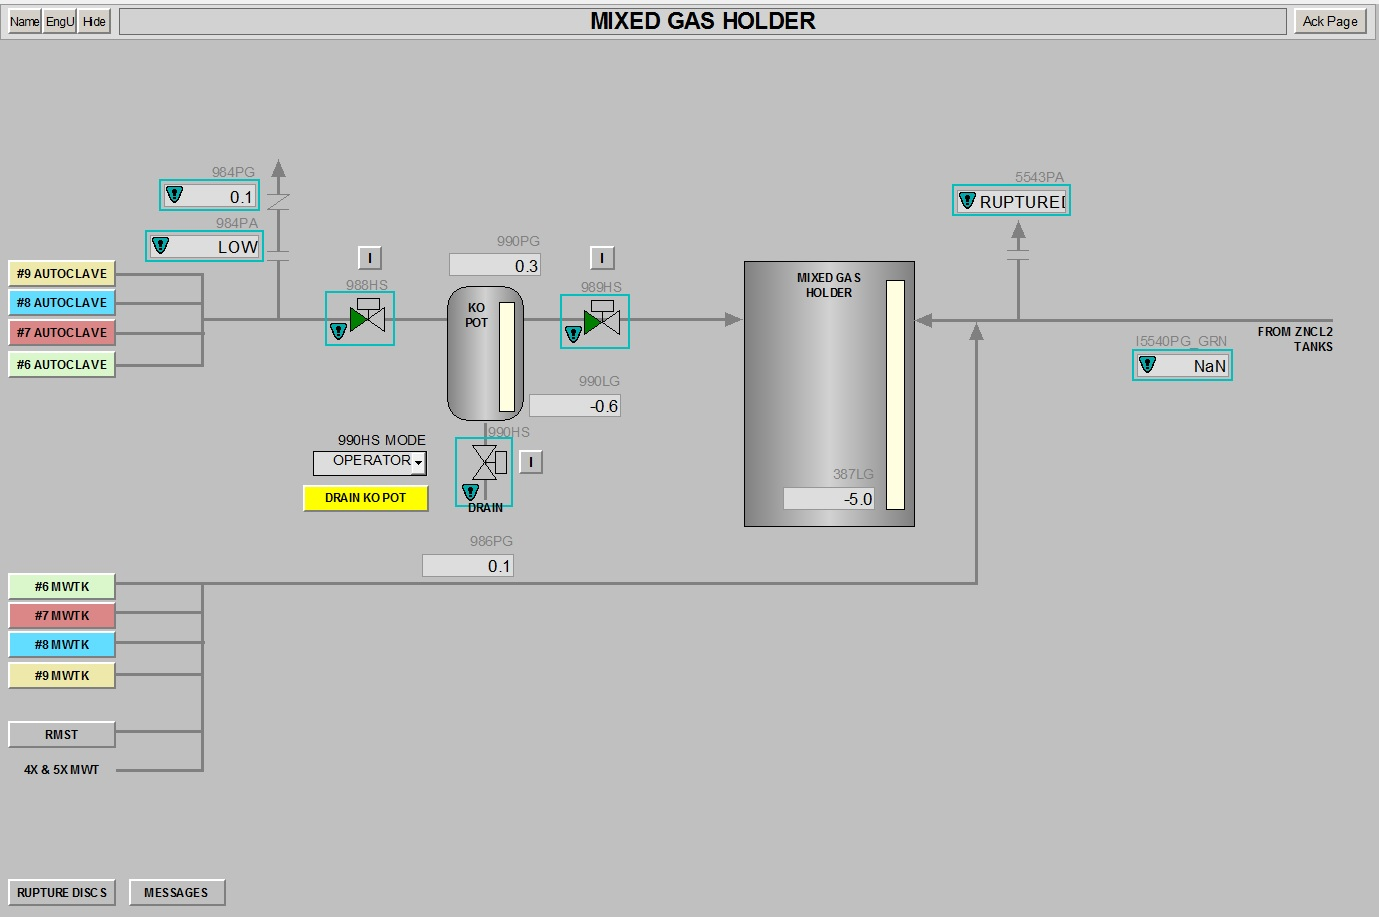 Name EngU Hide MIXED GAS HOLDER Ack Page
984PG
0.1
984PA
LOW
5543PA
RUPTURED
#9 AUTOCLAVE
#8 AUTOCLAVE
#7 AUTOCLAVE
#6 AUTOCLAVE
I
988HS
990PG
0.3
KO
POT
I
989HS
990LG
-0.6
MIXED GAS
HOLDER
387LG
-5.0
FROM ZNCL2
TANKS
I5540PG_GRN
NaN
990HS MODE
OPERATOR
DRAIN KO POT
990HS
I
DRAIN
986PG
0.1
#6 MWTK
#7 MWTK
#8 MWTK
#9 MWTK
RMST
4X & 5X MWT
RUPTURE DISCS MESSAGES